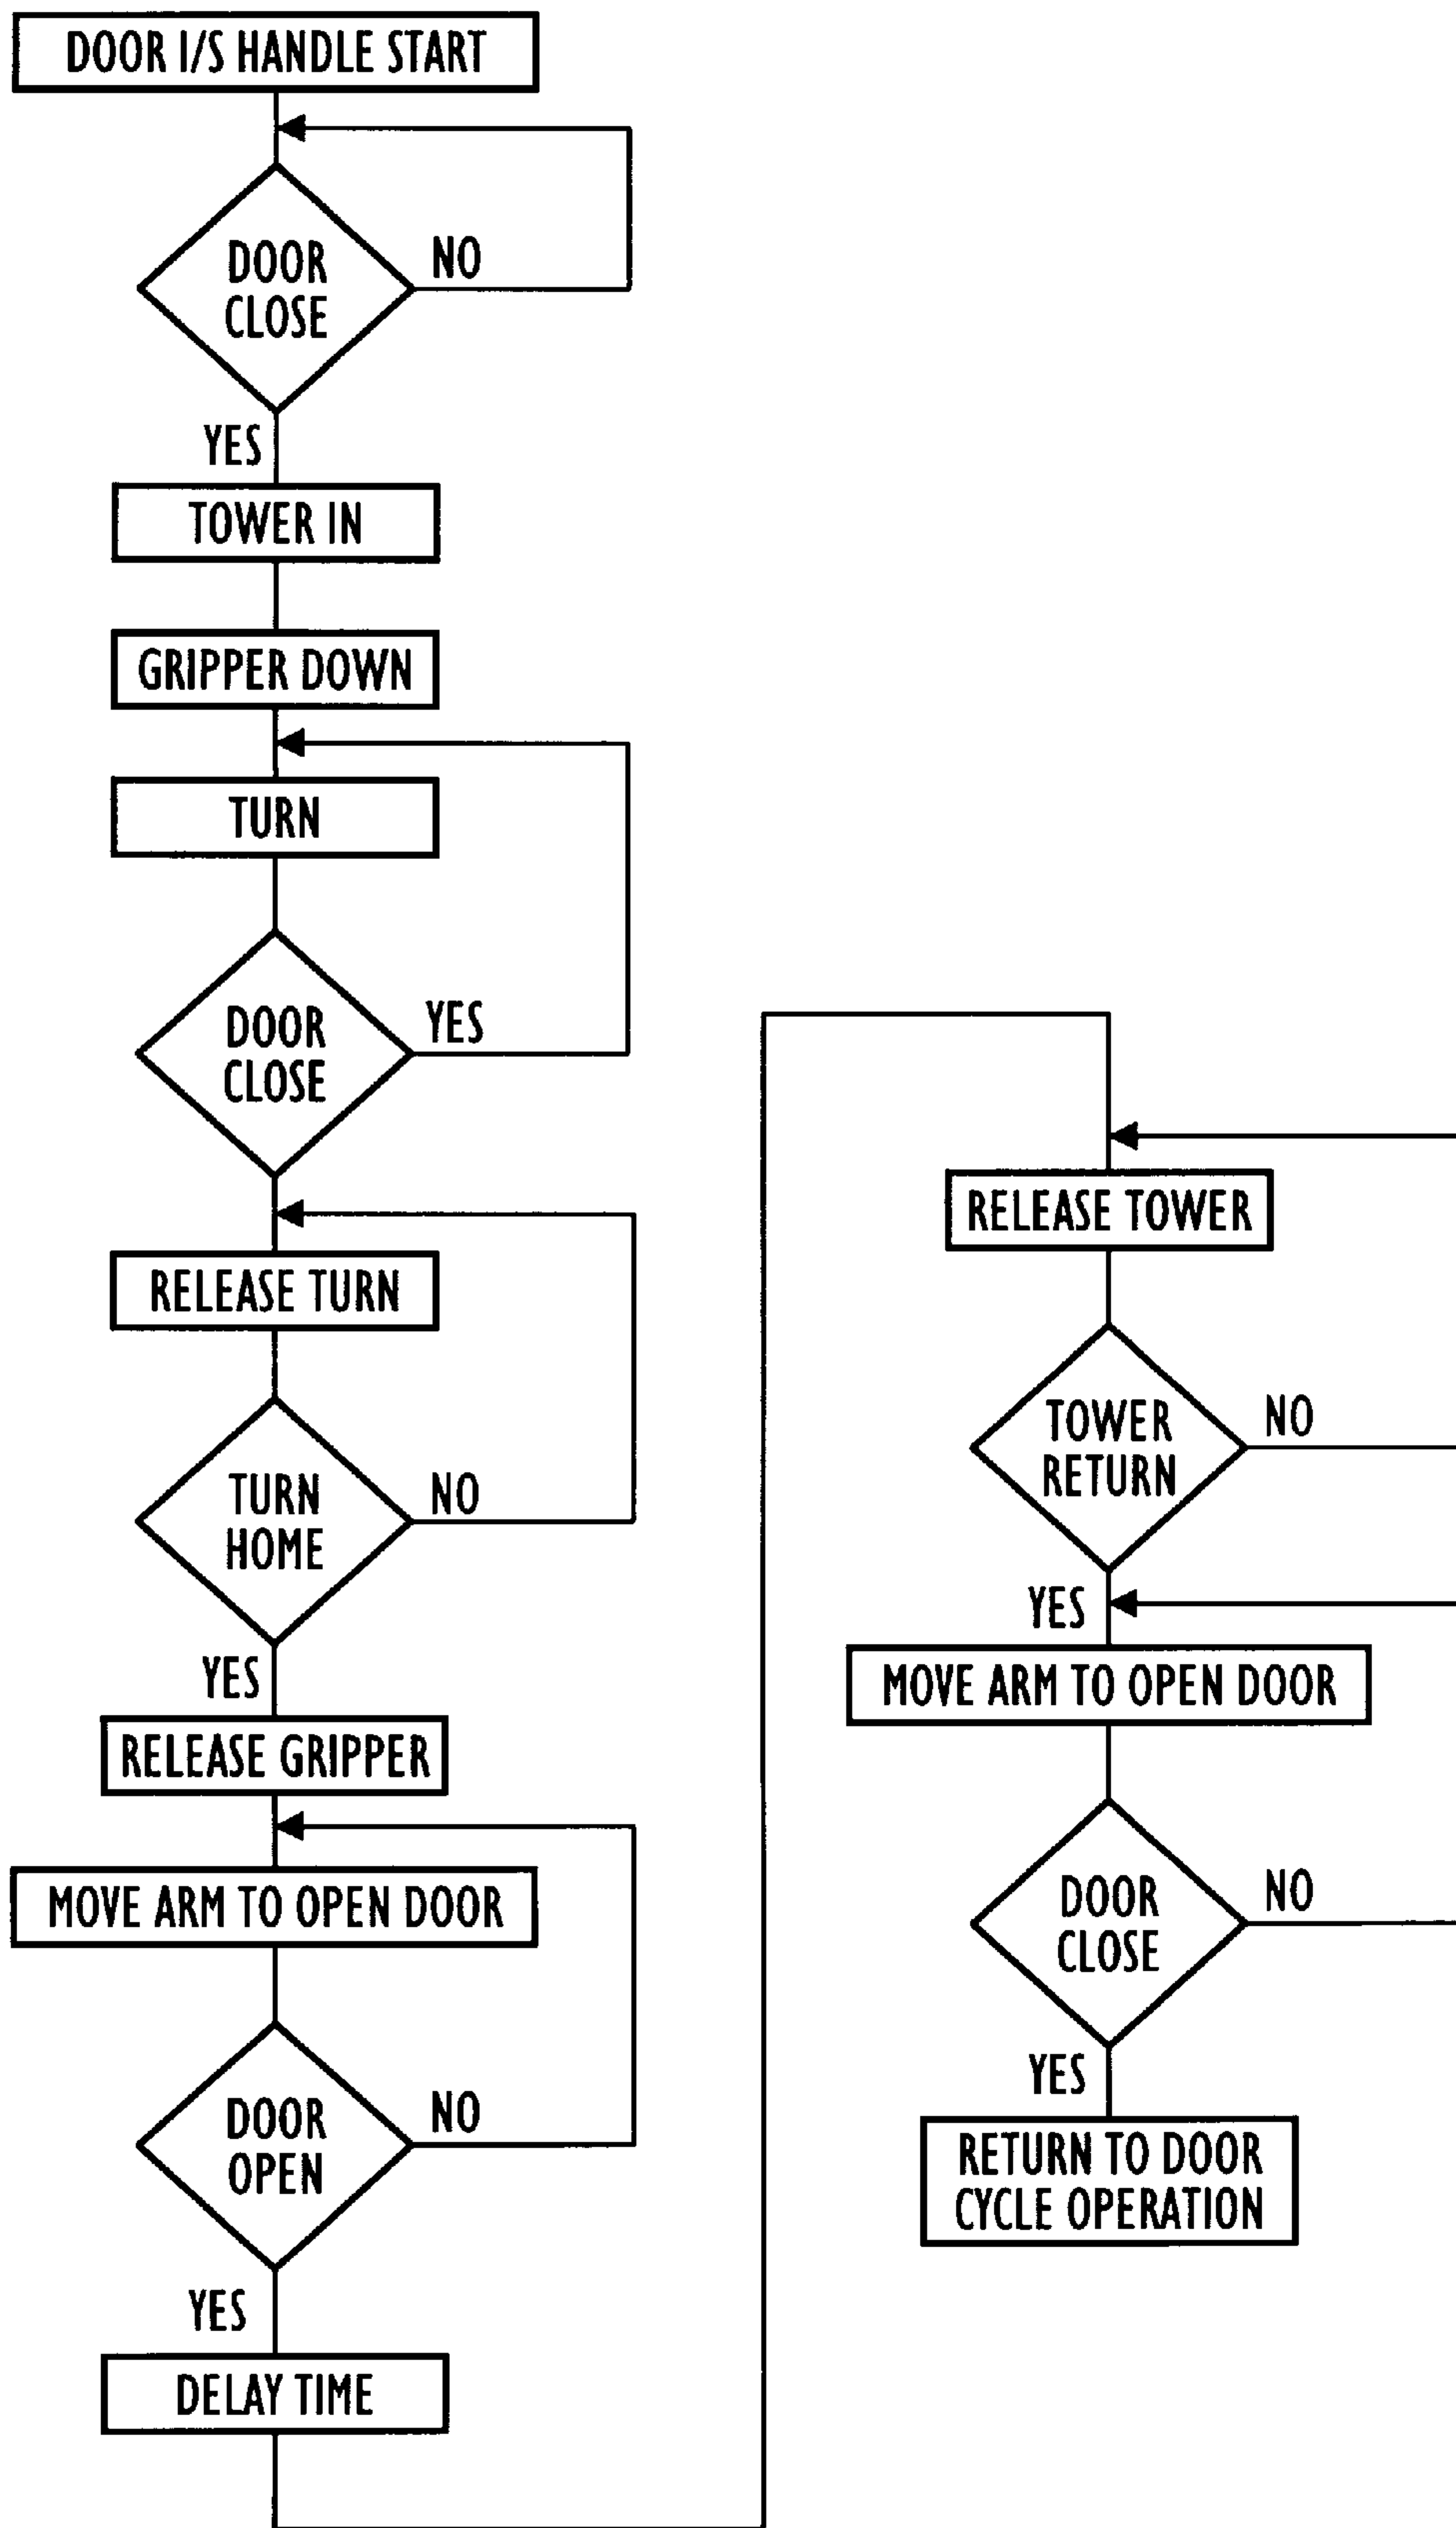 DOOR I/S HANDLE START
DOOR
CLOSE
NO
YES
TOWER IN
GRIPPER DOWN
TURN
DOOR
CLOSE
YES
RELEASE TURN
TURN
HOME
NO
YES
RELEASE GRIPPER
MOVE ARM TO OPEN DOOR
DOOR
OPEN
NO
YES
DELAY TIME
RELEASE TOWER
TOWER
RETURN
NO
YES
MOVE ARM TO OPEN DOOR
DOOR
CLOSE
NO
YES
RETURN TO DOOR
CYCLE OPERATION